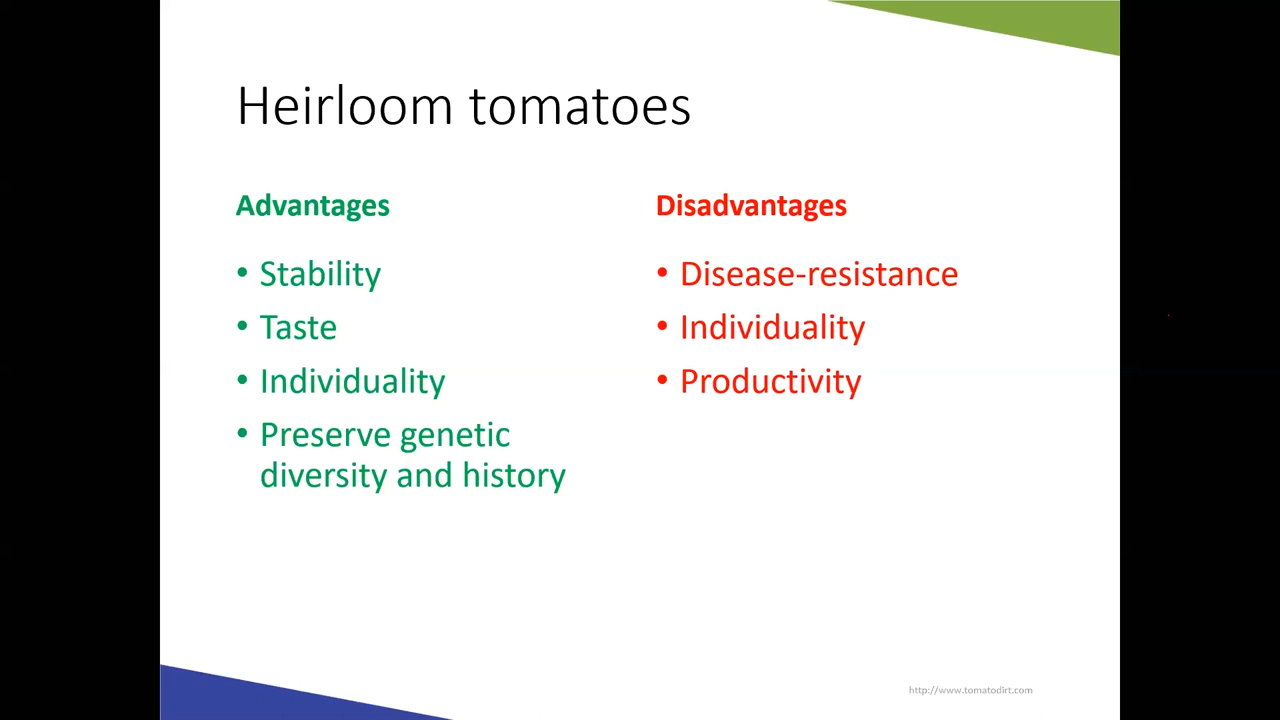 Heirloom tomatoes
Advantages
• Stability
• Taste
• Individuality
• Preserve genetic
diversity and history
Disadvantages
• Disease-resistance
• Individuality
• Productivity
http://www.tomatodirt.com